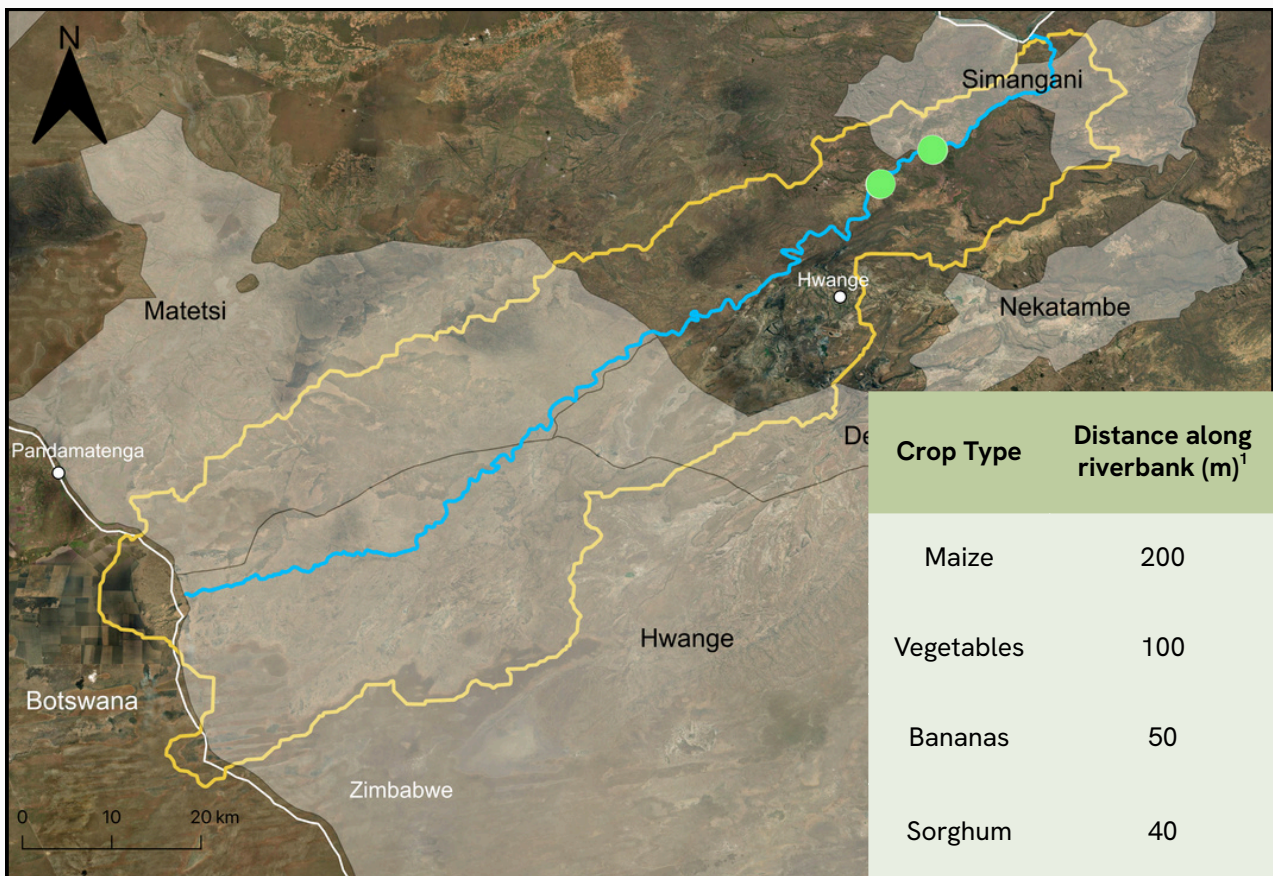 N
Simangani
Matetsi
Hwange
Nekatambe
Pandamatenga
De
Crop Type
Distance along
riverbank (m)¹
Maize
200
Vegetables
100
Hwange
Botswana
Bananas
50
Zimbabwe
0 10 20 km
Sorghum
40